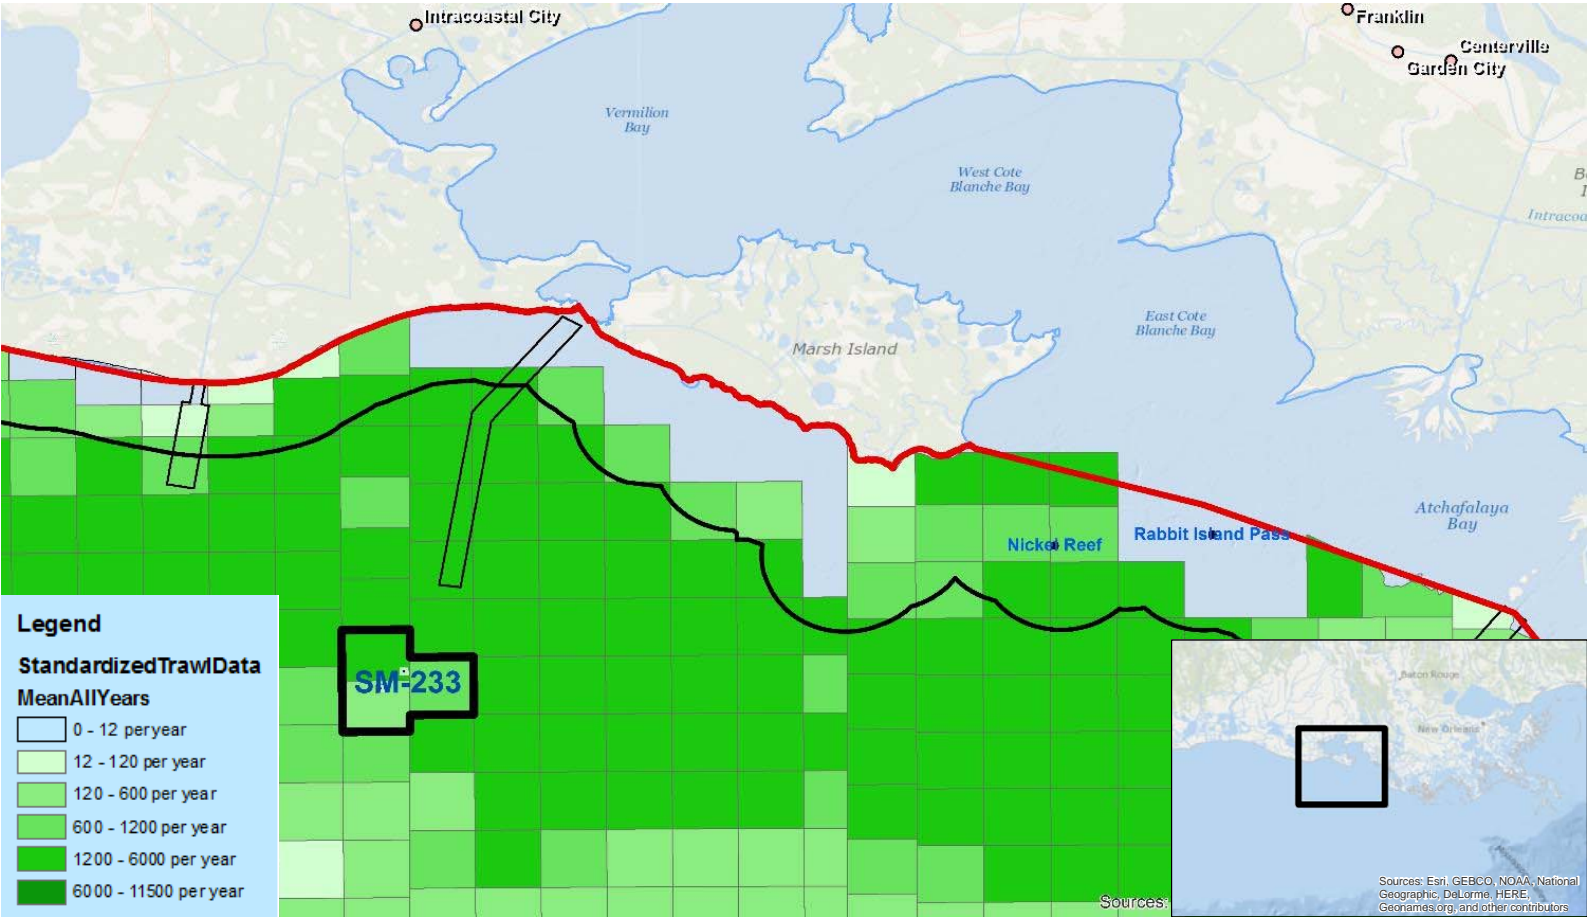 Intracoastal City
Franklin
Centerville
Garden City
Vermilion
Bay
West Cote
Blanche Bay
B
Intracoa
East Cote
Blanche Bay
Marsh Island
Atchafalaya
Bay
Nickel Reef
Rabbit Island Pass
SM-233
Legend
StandardizedTrawlData
MeanAllYears
0 - 12 per year
12 - 120 per year
120 - 600 per year
600 - 1200 per year
1200 - 6000 per year
6000 - 11500 per year
Baton Rouge
New Orleans
Sources:
Sources: Esri, GEBCO, NOAA, National
Geographic, DeLorme, HERE,
Geonames.org, and other contributors